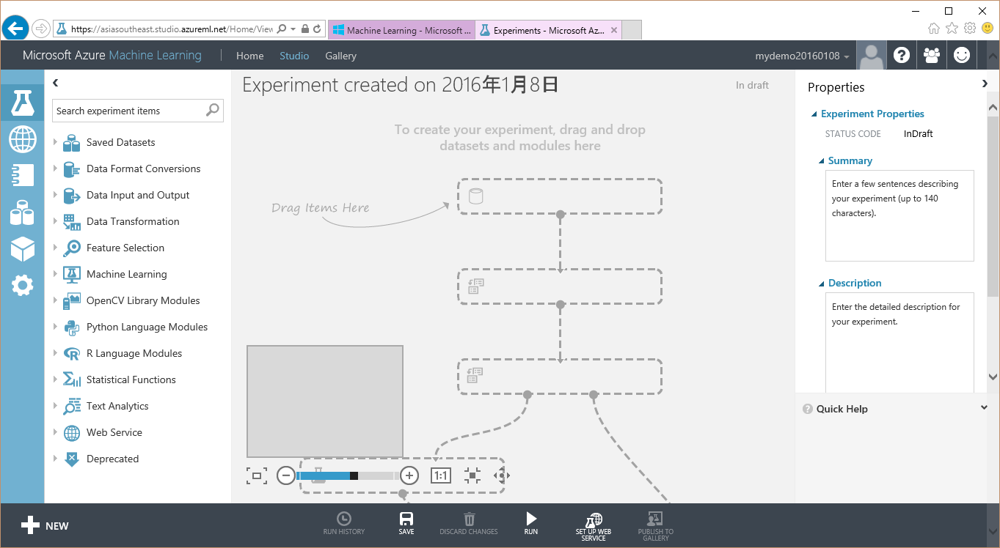 https://asiasoutheast.studio.azureml.net/Home/View
Machine Learning - Microsoft ...
Experiments - Microsoft Az...
Microsoft Azure Machine Learning
Home
Studio
Gallery
mydemo20160108
Search experiment items
Saved Datasets
Data Format Conversions
Data Input and Output
Data Transformation
Feature Selection
Machine Learning
OpenCV Library Modules
Python Language Modules
R Language Modules
Statistical Functions
Text Analytics
Web Service
Deprecated
Experiment created on 2016年1月8日
In draft
To create your experiment, drag and drop
datasets and modules here
Drag Items Here
1:1
Properties
Experiment Properties
STATUS CODE InDraft
Summary
Enter a few sentences describing
your experiment (up to 140
characters).
Description
Enter the detailed description for
your experiment.
Quick Help
NEW
RUN HISTORY
SAVE
DISCARD CHANGES
RUN
SET UP WEB
SERVICE
PUBLISH TO
GALLERY